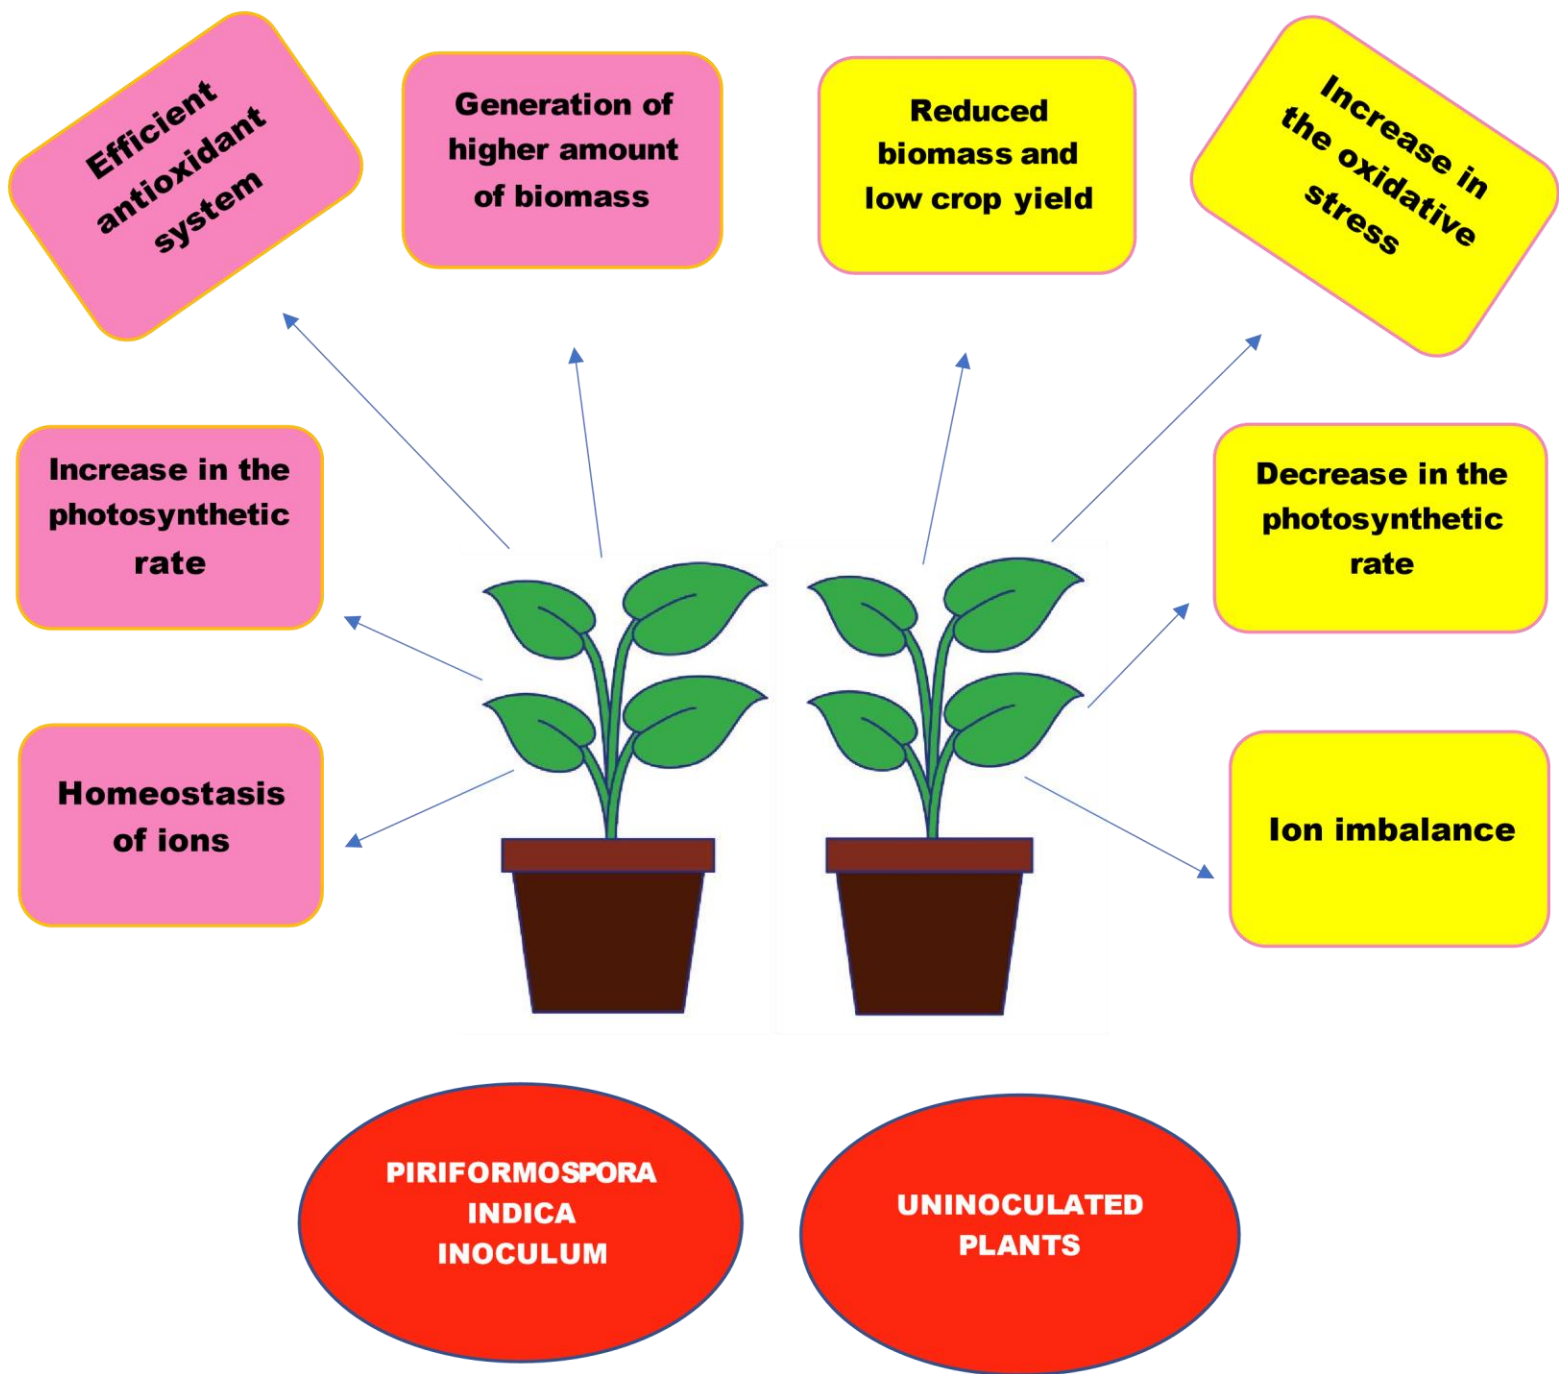 Efficient
antioxidant
system
Generation of
higher amount
of biomass
Reduced
biomass and
low crop yield
Increase in
the oxidative
stress
Increase in the
photosynthetic
rate
Decrease in the
photosynthetic
rate
Homeostasis
of ions
Ion imbalance
PIRIFORMOSPORA
INDICA
INOCULUM
UNINOCULATED
PLANTS